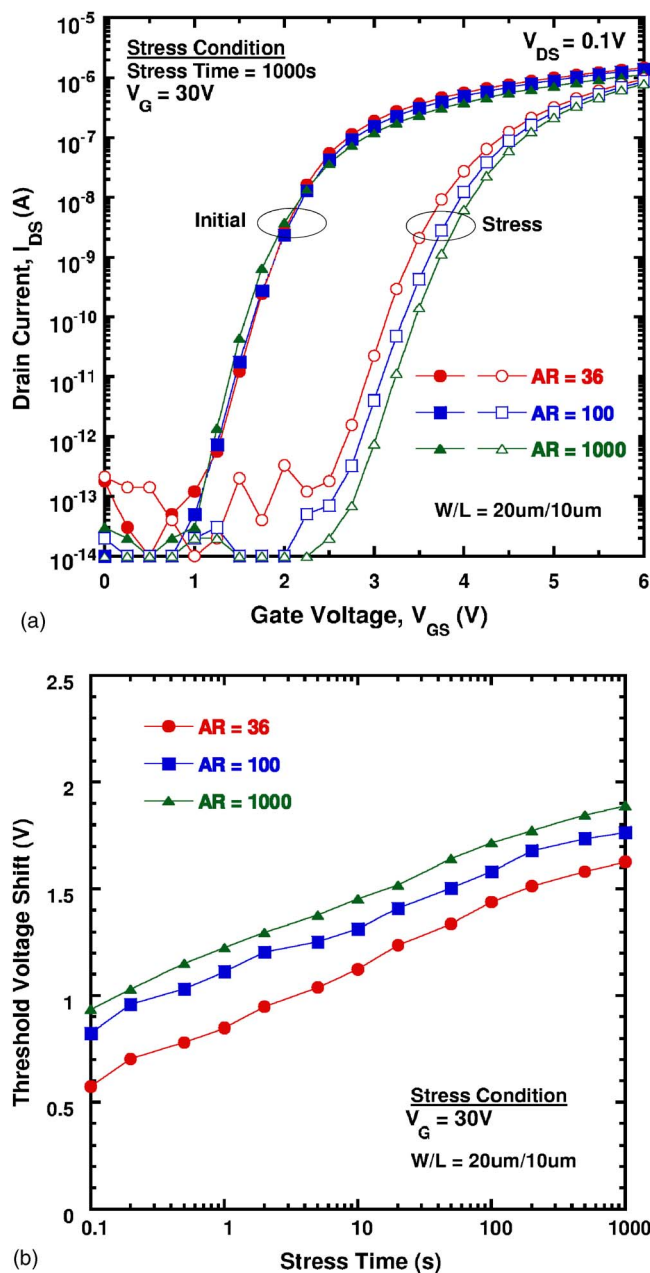 Stress Condition
Stress Time = 1000s
V_G = 30V
V_DS = 0.1V
Initial
Stress
AR = 36
AR = 100
AR = 1000
W/L = 20um/10um
10^-5
10^-6
10^-7
10^-8
10^-9
10^-10
10^-11
10^-12
10^-13
10^-14
Drain Current, I_DS (A)
0 1 2 3 4 5 6
Gate Voltage, V_GS (V)
(a)
AR = 36
AR = 100
AR = 1000
Stress Condition
V_G = 30V
W/L = 20um/10um
2.5
2
1.5
1
0.5
0
Threshold Voltage Shift (V)
0.1 1 10 100 1000
Stress Time (s)
(b)